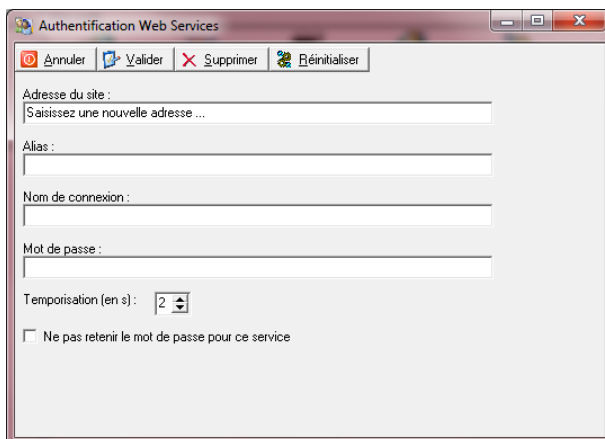 Authentification Web Services
Annuler Valider Supprimer Réinitialiser
Adresse du site :
Saisissez une nouvelle adresse ...
Alias :
Nom de connexion :
Mot de passe :
Temporisation (en s) : 2
Ne pas retenir le mot de passe pour ce service